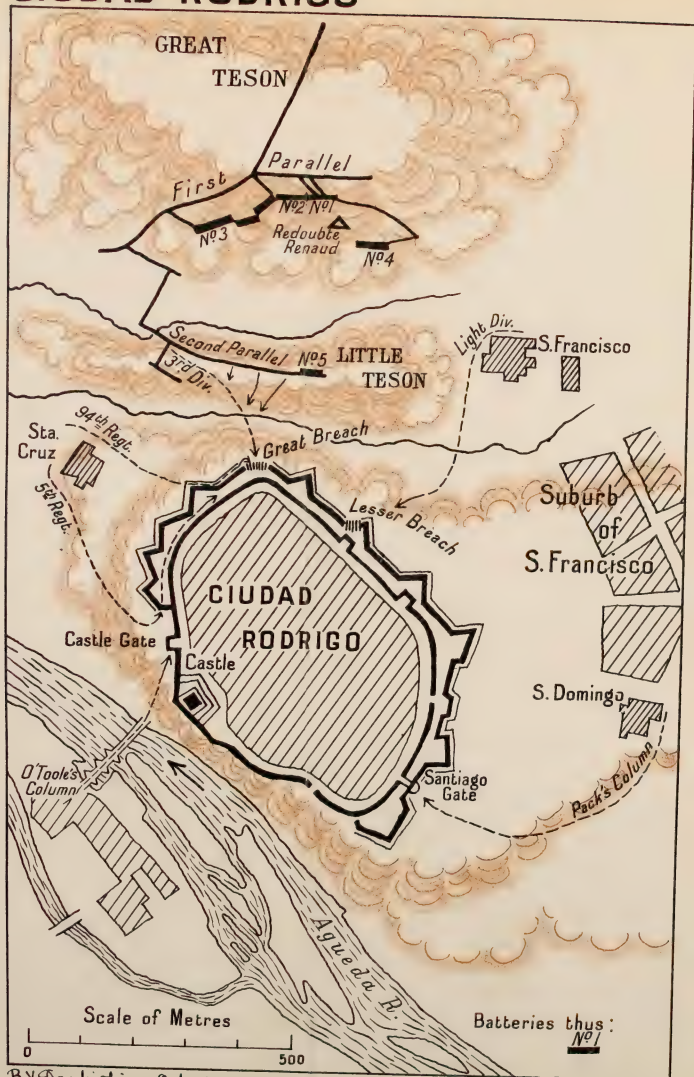 CIUDAD RODRIGO
GREAT
TESON
First Parallel
Nº2 Nº1
Nº3
Redoubte
Renaud
Nº4
Second Parallel
Nº5
LITTLE
TESON
3rd Div.
Light Div.
S. Francisco
94th Regt.
Sta.
Cruz
5th Regt.
Great Breach
Lesser Breach
Suburb
of
S. Francisco
CIUDAD
RODRIGO
Castle Gate
Castle
S. Domingo
O'Toole's
Column
Santiago
Gate
Pack's Column
Agueda R.
Scale of Metres
0 500
Batteries thus:
Nº1